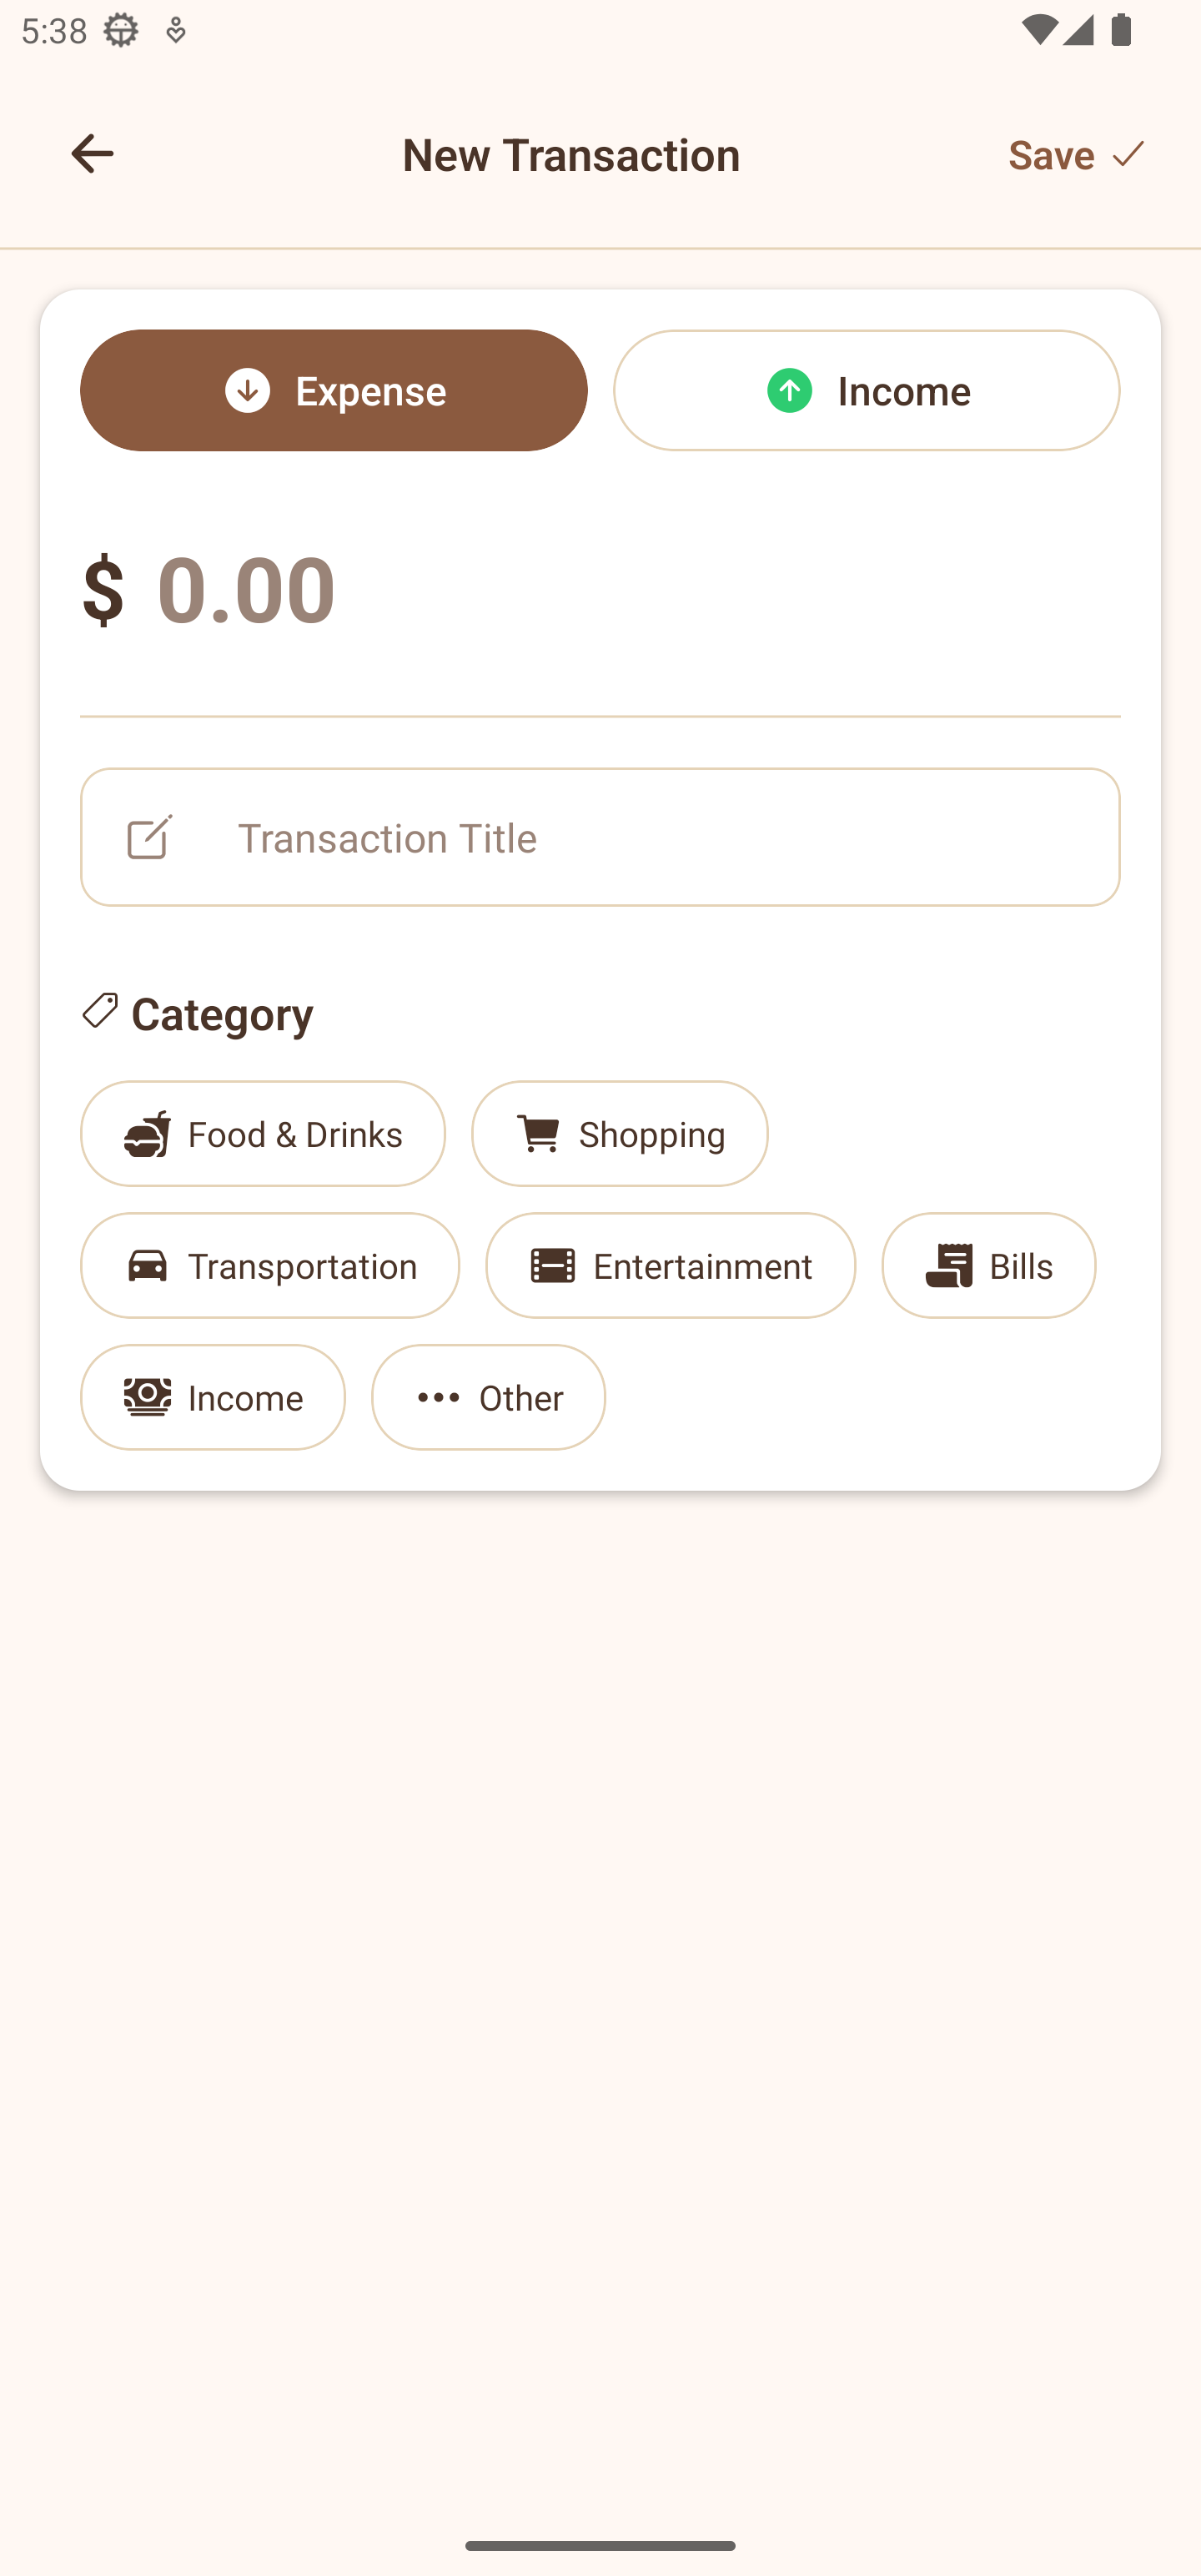 5:38
New Transaction
Save
Expense
Income
$ 0.00
Transaction Title
Category
Food & Drinks
Shopping
Transportation
Entertainment
Bills
Income
Other